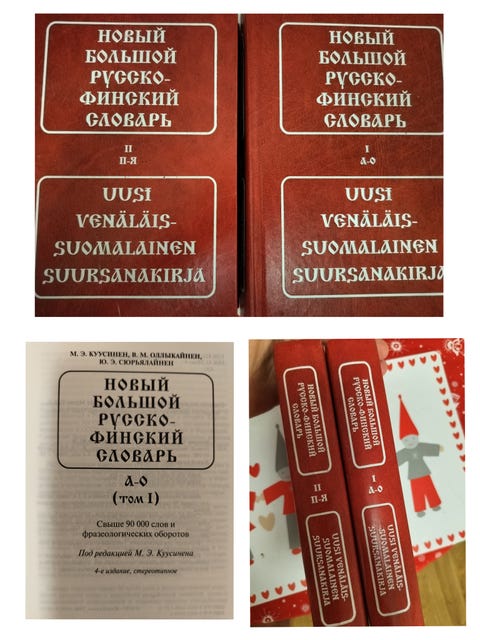 НОВЫЙ
БОЛЬШОЙ
РУССКО-
ФИНСКИЙ
СЛОВАРЬ
II
П-Я
UUSI
VENÄLÄIS-
SUOMALAINEN
SUURSANAKIRJA
НОВЫЙ
БОЛЬШОЙ
РУССКО-
ФИНСКИЙ
СЛОВАРЬ
I
А-О
UUSI
VENÄLÄIS-
SUOMALAINEN
SUURSANAKIRJA
М. Э. КУУСИНЕН, В. М. ОЛЛЫКАЙНЕН,
Ю. Э. СЮРЬЯЛАЙНЕН
НОВЫЙ
БОЛЬШОЙ
РУССКО-
ФИНСКИЙ
СЛОВАРЬ
А-О
(том I)
Свыше 90 000 слов и
фразеологических оборотов
Под редакцией М. Э. Куусинена
4-е издание, стереотипное
НОВЫЙ БОЛЬШОЙ
РУССКО-ФИНСКИЙ
СЛОВАРЬ
II
П-Я
UUSI VENÄLÄIS-
SUOMALAINEN
SUURSANAKIRJA
НОВЫЙ БОЛЬШОЙ
РУССКО-ФИНСКИЙ
СЛОВАРЬ
I
А-О
UUSI VENÄLÄIS-
SUOMALAINEN
SUURSANAKIRJA